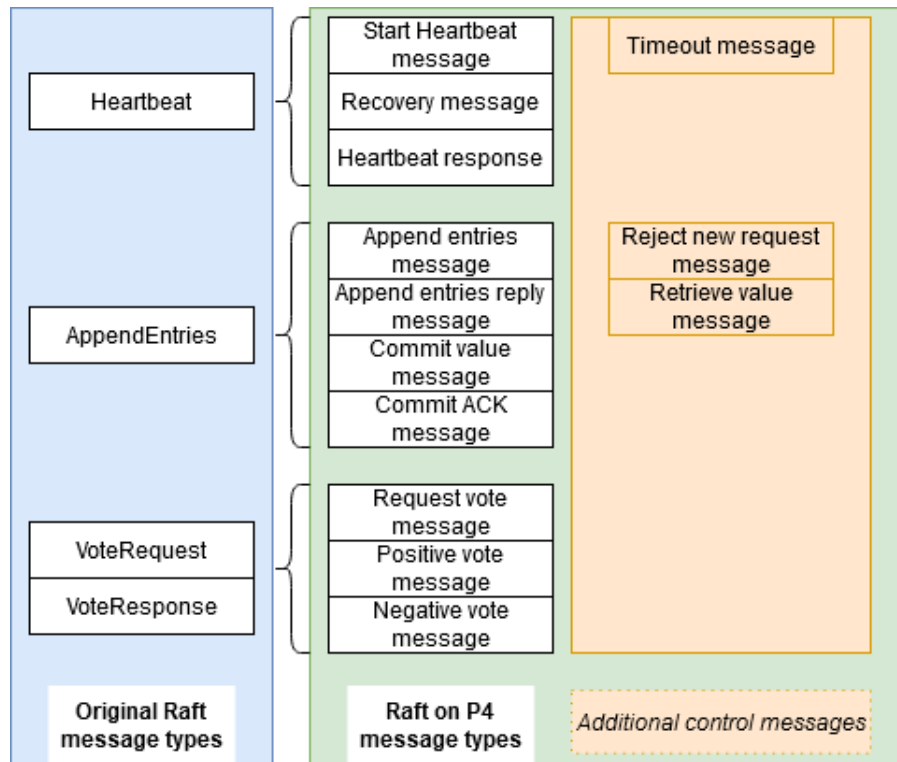 Heartbeat
Start Heartbeat
message
Recovery message
Heartbeat response
Timeout message
AppendEntries
Append entries
message
Append entries reply
message
Commit value
message
Commit ACK
message
Reject new request
message
Retrieve value
message
VoteRequest
VoteResponse
Request vote
message
Positive vote
message
Negative vote
message
Original Raft
message types
Raft on P4
message types
Additional control messages